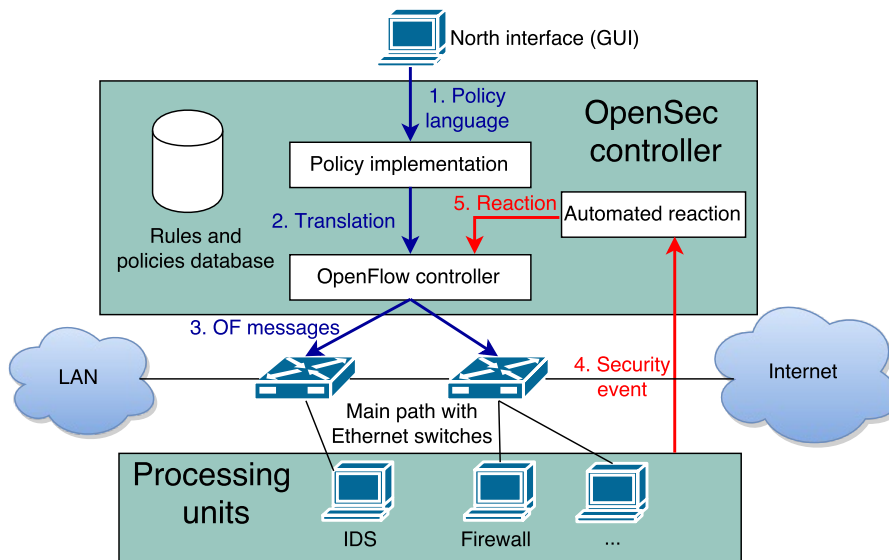 North interface (GUI)
1. Policy
language
OpenSec
controller
Policy implementation
5. Reaction
Automated reaction
2. Translation
Rules and
policies database
OpenFlow controller
3. OF messages
LAN
4. Security
event
Internet
Main path with
Ethernet switches
Processing
units
IDS
Firewall
...